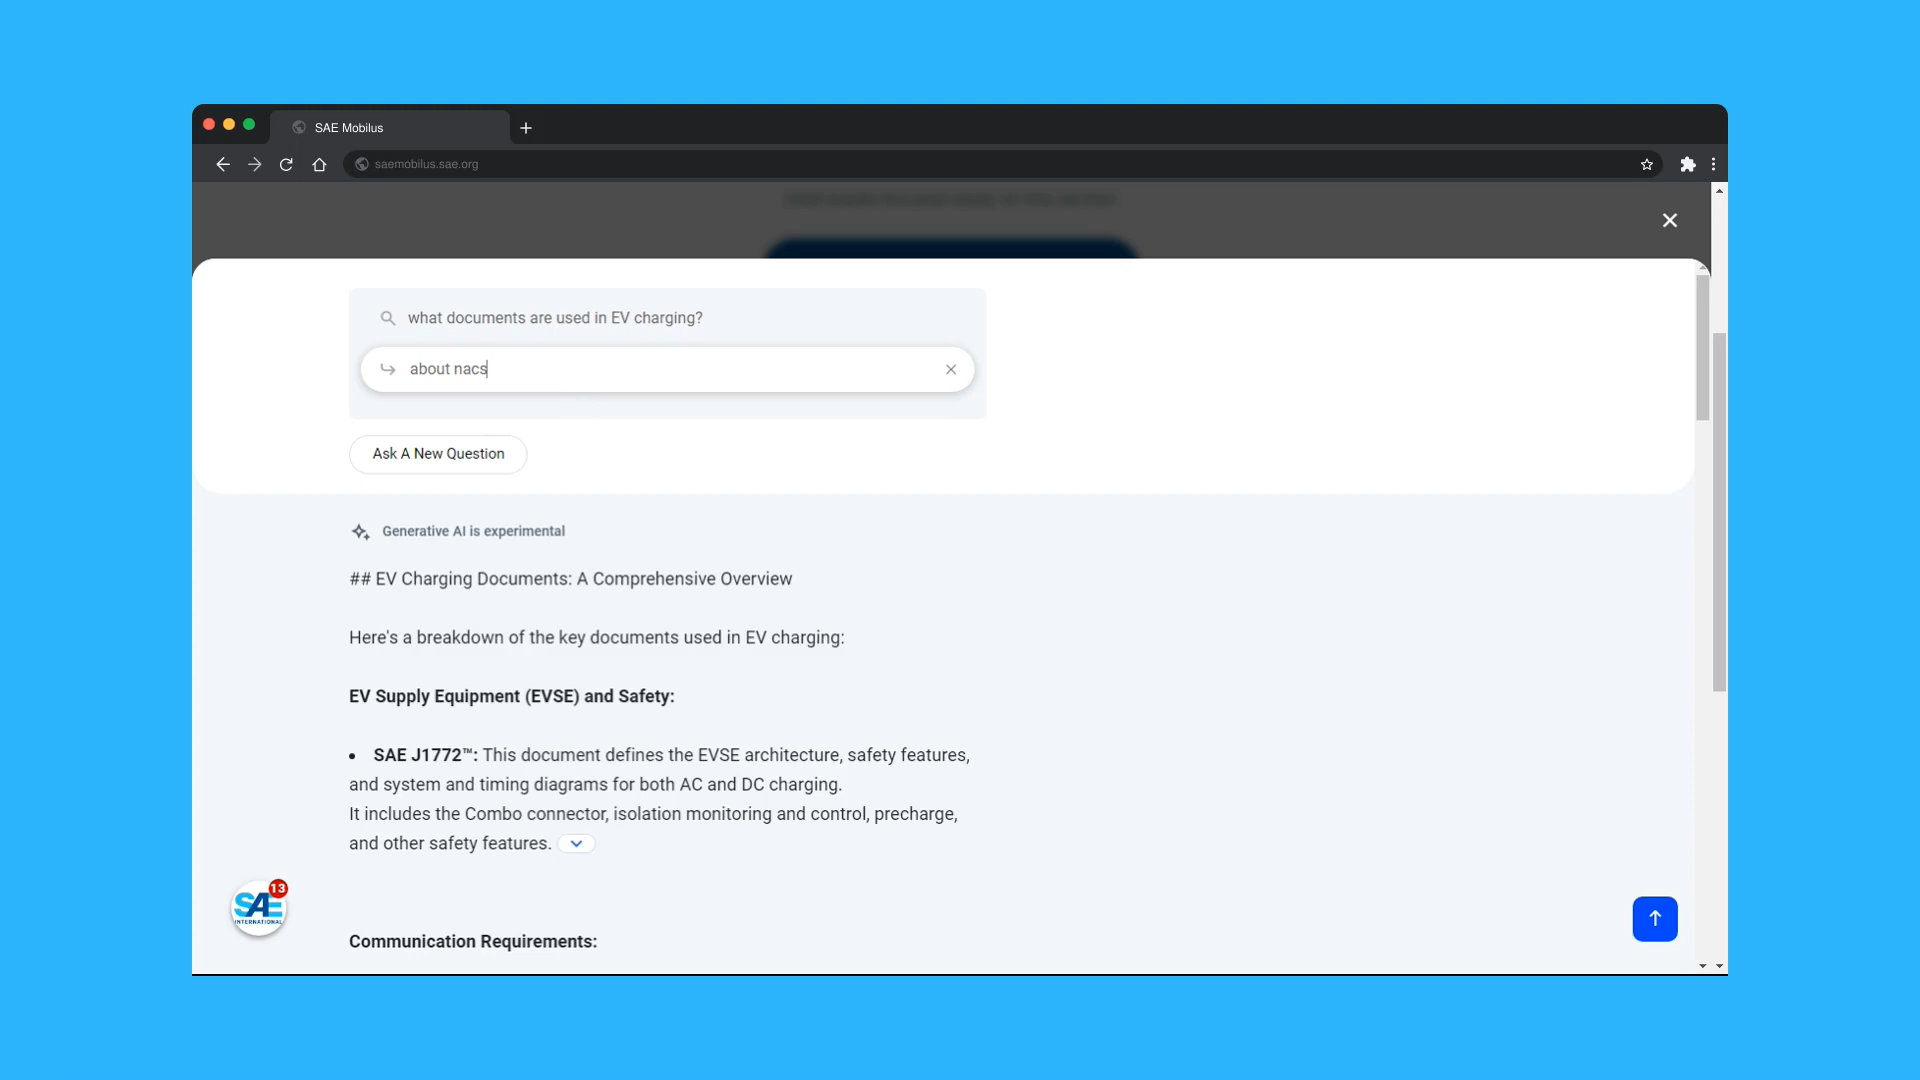 SAE Mobilus
saemobilus.sae.org
what documents are used in EV charging?
about nacs
Ask A New Question
Generative AI is experimental
## EV Charging Documents: A Comprehensive Overview
Here's a breakdown of the key documents used in EV charging:
EV Supply Equipment (EVSE) and Safety:
• SAE J1772™: This document defines the EVSE architecture, safety features,
and system and timing diagrams for both AC and DC charging.
It includes the Combo connector, isolation monitoring and control, precharge,
and other safety features.
13
SAE
INTERNATIONAL
Communication Requirements: